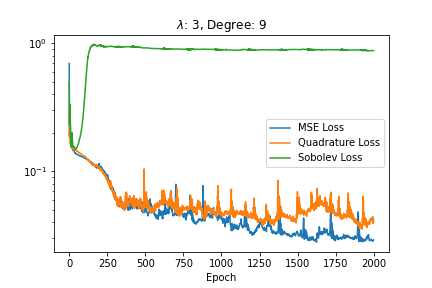 λ: 3, Degree: 9
10⁰
10⁻¹
MSE Loss
Quadrature Loss
Sobolev Loss
0 250 500 750 1000 1250 1500 1750 2000
Epoch